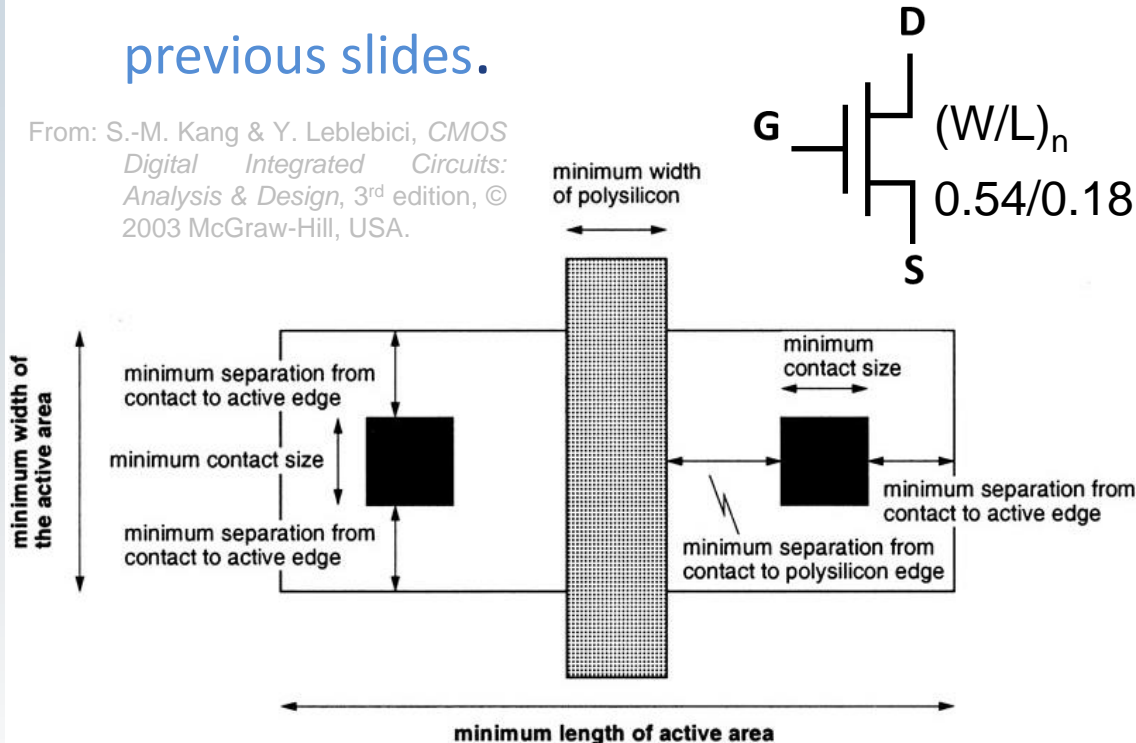 previous slides.
From: S.-M. Kang & Y. Leblebici, CMOS
Digital Integrated Circuits:
Analysis & Design, 3rd edition, ©
2003 McGraw-Hill, USA.
D
G
(W/L)n
0.54/0.18
S
minimum width
of polysilicon
minimum width of
the active area
minimum separation from
contact to active edge
minimum contact size
minimum separation from
contact to active edge
minimum
contact size
minimum separation from
contact to active edge
minimum separation from
contact to polysilicon edge
minimum length of active area